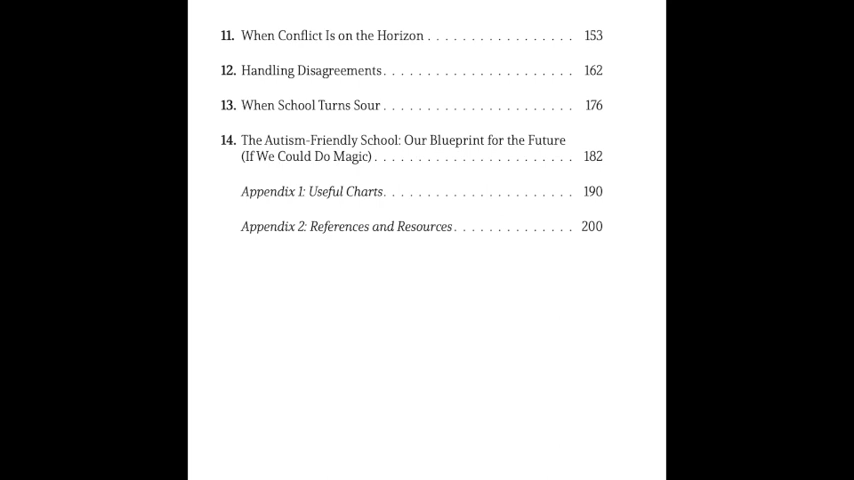 11. When Conflict Is on the Horizon . . . . . . . . . . . . . . . . . 153
12. Handling Disagreements. . . . . . . . . . . . . . . . . . . . . . 162
13. When School Turns Sour . . . . . . . . . . . . . . . . . . . . . . 176
14. The Autism-Friendly School: Our Blueprint for the Future
(If We Could Do Magic) . . . . . . . . . . . . . . . . . . . . . . . 182
Appendix 1: Useful Charts. . . . . . . . . . . . . . . . . . . . . . 190
Appendix 2: References and Resources. . . . . . . . . . . . . . 200